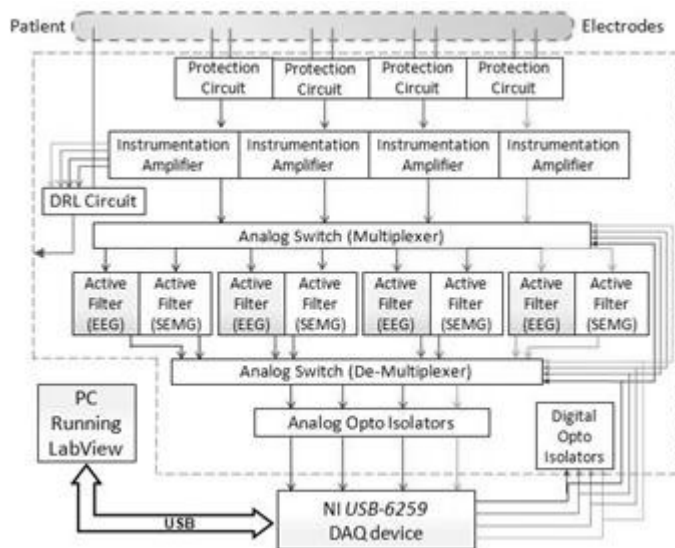 Patient
Electrodes
Protection
Circuit
Protection
Circuit
Protection
Circuit
Protection
Circuit
Instrumentation
Amplifier
Instrumentation
Amplifier
Instrumentation
Amplifier
Instrumentation
Amplifier
DRL Circuit
Analog Switch (Multiplexer)
Active
Filter
(EEG)
Active
Filter
(SEMG)
Active
Filter
(EEG)
Active
Filter
(SEMG)
Active
Filter
(EEG)
Active
Filter
(SEMG)
Active
Filter
(EEG)
Active
Filter
(SEMG)
Analog Switch (De-Multiplexer)
PC
Running
LabView
Analog Opto Isolators
Digital
Opto
Isolators
USB
NI USB-6259
DAQ device